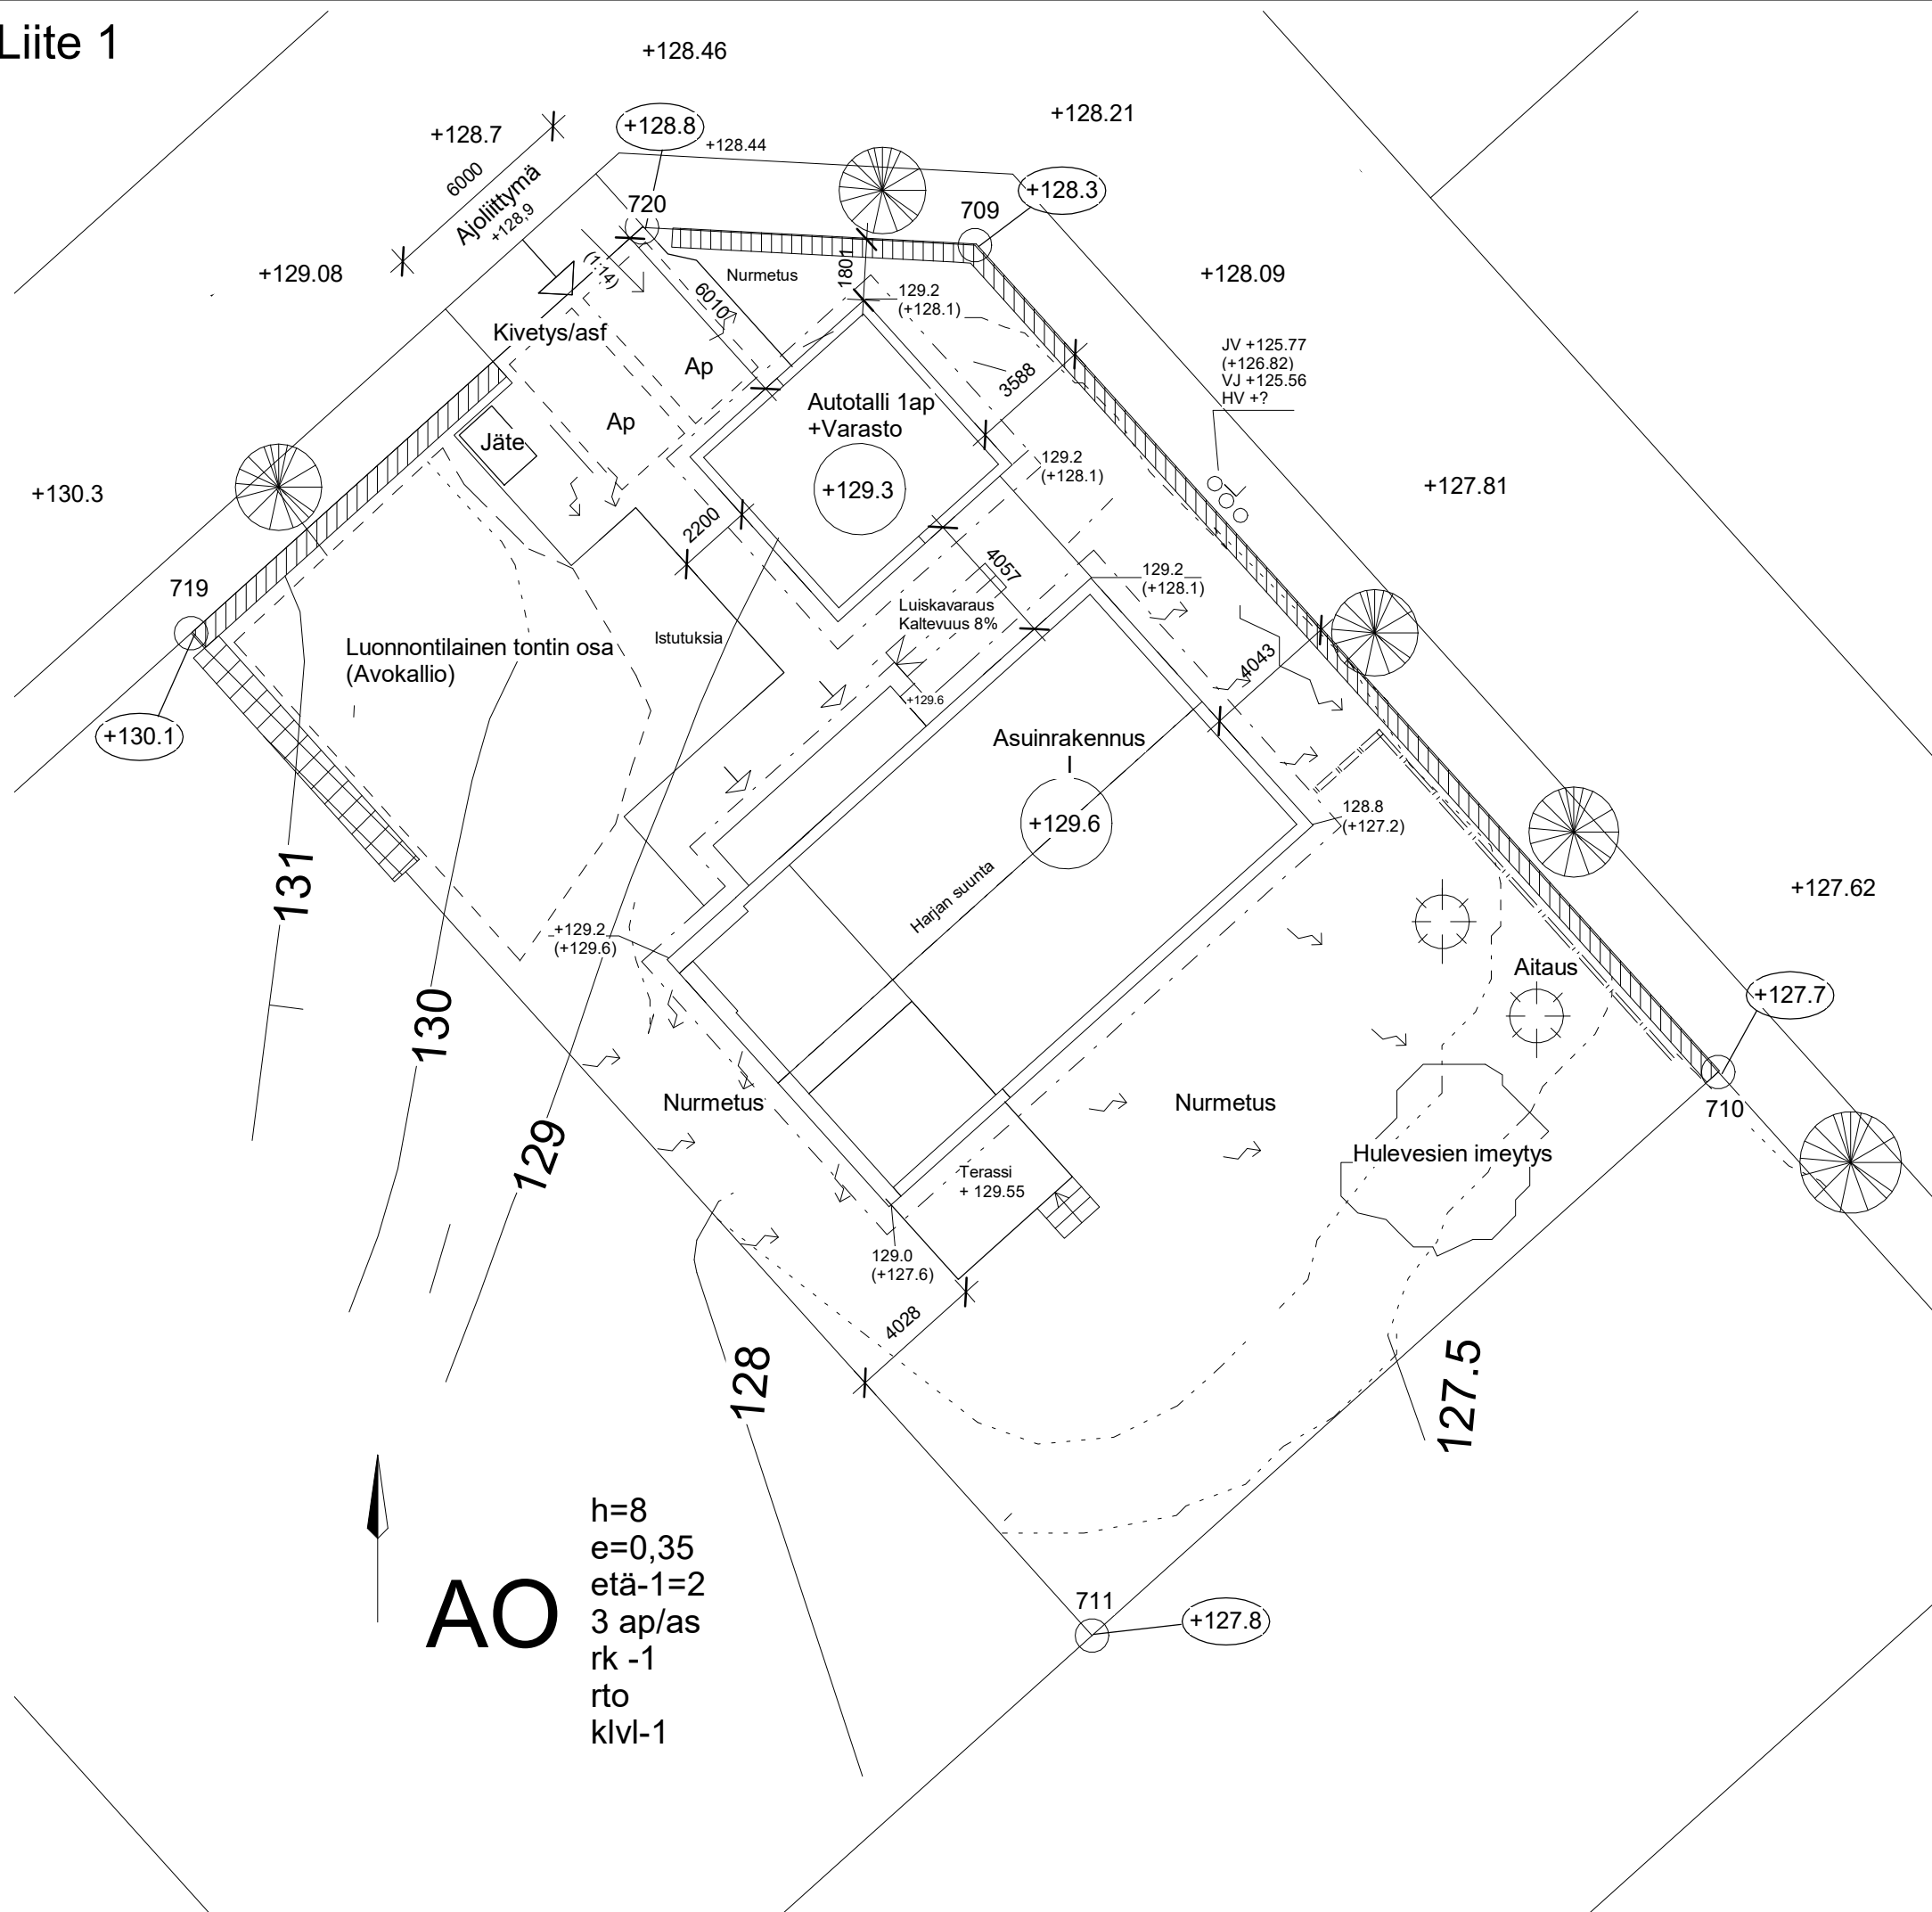 Liite 1
+128.46
+128.7
+128.8
+128.44
+128.21
6000
Ajoliittymä
+128,9
720
709
+128.3
+129.08
(1:14)
Nurmetus
1801
6010
129.2
(+128.1)
+128.09
Kivetys/asf
Ap
3588
JV +125.77
(+126.82)
VJ +125.56
HV +?
Ap
Autotalli 1ap
+Varasto
Jäte
+130.3
+129.3
129.2
(+128.1)
+127.81
2200
4057
719
129.2
(+128.1)
Luiskavaraus
Kaltevuus 8%
Luonnontilainen tontin osa
(Avokallio)
Istutuksia
4043
+130.1
+129.6
Asuinrakennus
I
+129.6
128.8
(+127.2)
131
Harjan suunta
+127.62
+129.2
(+129.6)
Aitaus
+127.7
130
Nurmetus
Nurmetus
710
129
Hulevesien imeytys
Terassi
+ 129.55
129.0
(+127.6)
4028
128
127.5
AO
h=8
e=0,35
etä-1=2
3 ap/as
rk -1
rto
klvl-1
711
+127.8